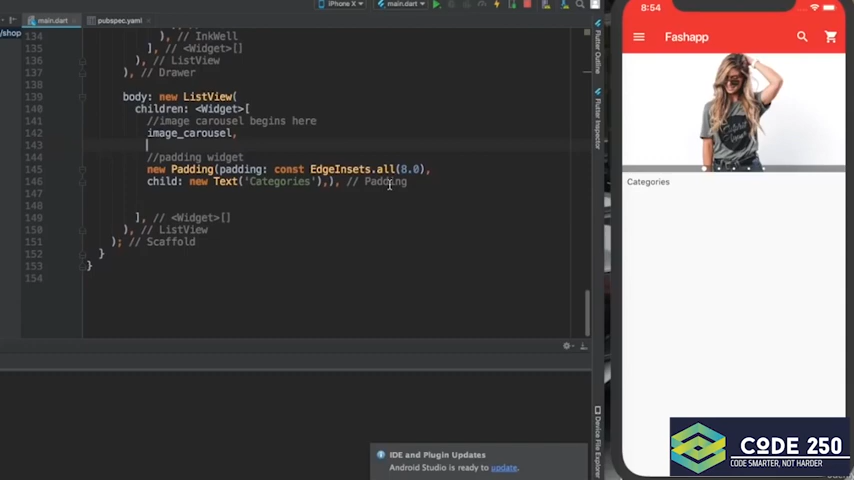 iPhone X
main.dart
main.dart
pubspec.yaml
/shop
134 ), // InkWell
135 ], // <Widget>[]
136 ), // ListView
137 ), // Drawer
138
139 body: new ListView(
140 children: <Widget>[
141 //image carousel begins here
142 image_carousel,
143
144 //padding widget
145 new Padding(padding: const EdgeInsets.all(8.0),
146 child: new Text('Categories'),), // Padding
147
148
149 ], // <Widget>[]
150 ), // ListView
151 ); // Scaffold
152 }
153 }
154
Flutter Outline
Flutter Inspector
Device File Explorer
IDE and Plugin Updates
Android Studio is ready to update.
8:54
Fashapp
Categories
CODE 250
CODE SMARTER, NOT HARDER